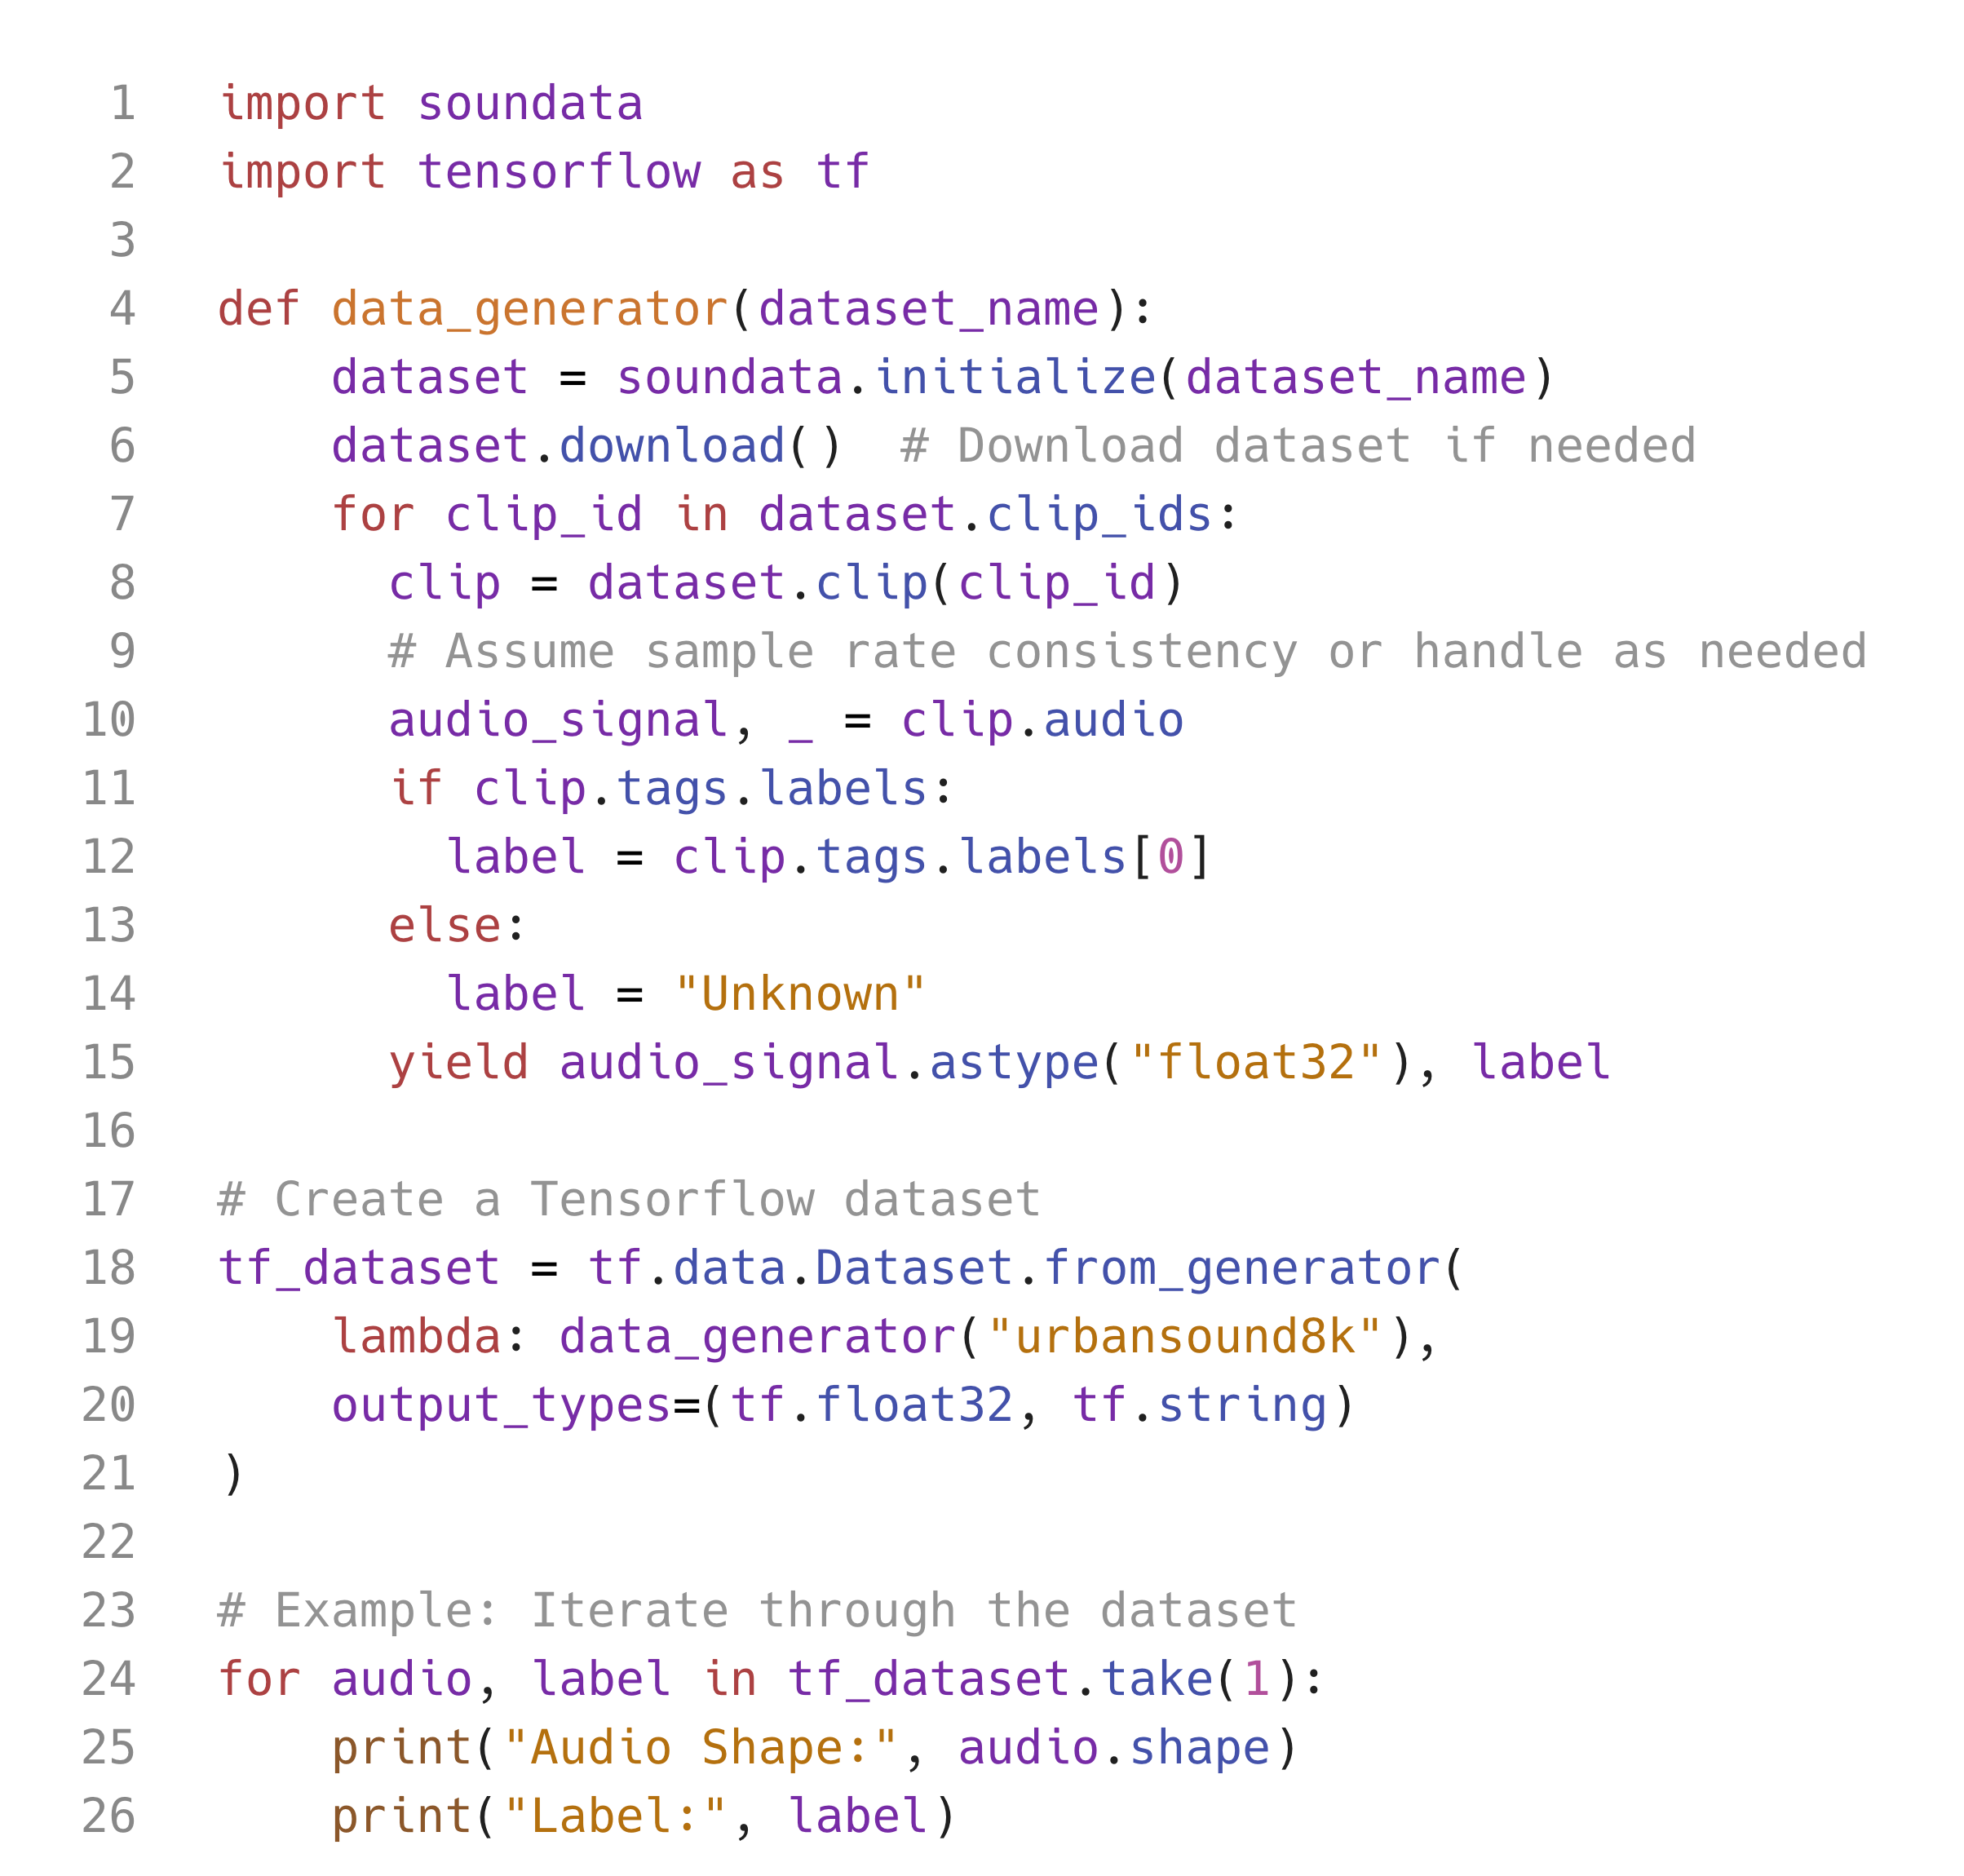 1 import soundata
2 import tensorflow as tf
3
4 def data_generator(dataset_name):
5     dataset = soundata.initialize(dataset_name)
6     dataset.download()  # Download dataset if needed
7     for clip_id in dataset.clip_ids:
8       clip = dataset.clip(clip_id)
9       # Assume sample rate consistency or handle as needed
10       audio_signal, _ = clip.audio
11       if clip.tags.labels:
12         label = clip.tags.labels[0]
13       else:
14         label = "Unknown"
15       yield audio_signal.astype("float32"), label
16
17 # Create a Tensorflow dataset
18 tf_dataset = tf.data.Dataset.from_generator(
19     lambda: data_generator("urbansound8k"),
20     output_types=(tf.float32, tf.string)
21 )
22
23 # Example: Iterate through the dataset
24 for audio, label in tf_dataset.take(1):
25     print("Audio Shape:", audio.shape)
26     print("Label:", label)